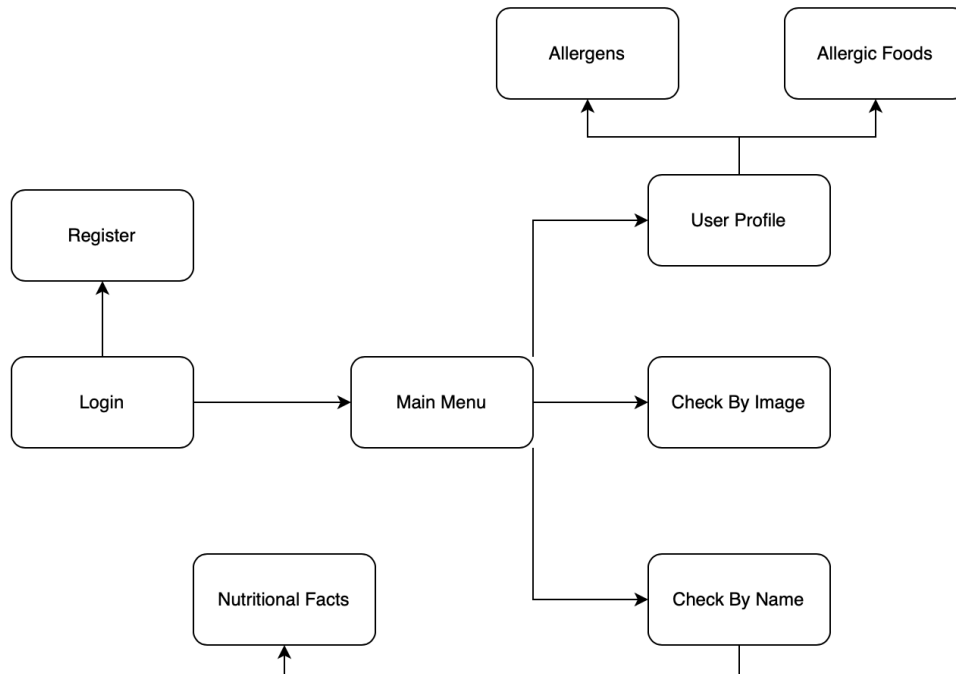 Allergens
Allergic Foods
User Profile
Register
Login
Main Menu
Check By Image
Nutritional Facts
Check By Name